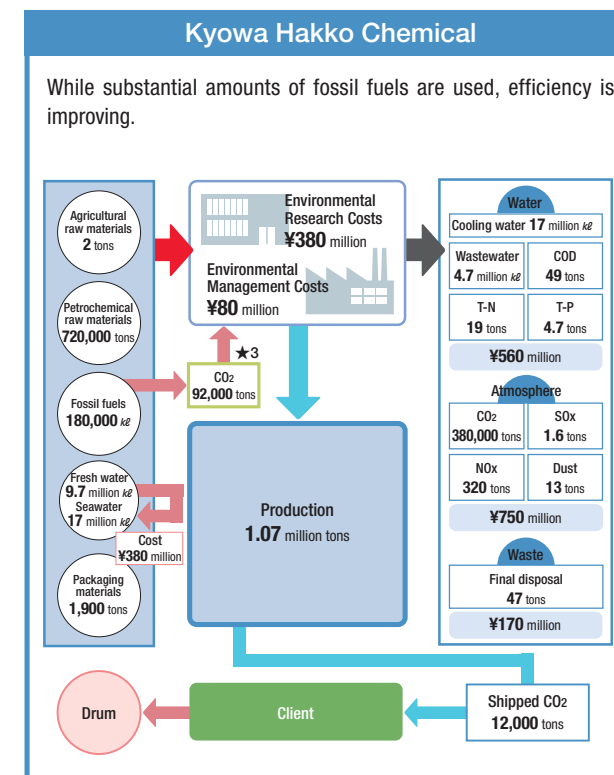 Kyowa Hakko Chemical
While substantial amounts of fossil fuels are used, efficiency is
improving.
Agricultural
raw materials
2 tons
Petrochemical
raw materials
720,000 tons
Fossil fuels
180,000 kℓ
Fresh water
9.7 million kℓ
Seawater
17 million kℓ
Cost
¥380 million
Packaging
materials
1,900 tons
Environmental
Research Costs
¥380 million
Environmental
Management Costs
¥80 million
★3
CO2
92,000 tons
Production
1.07 million tons
Water
Cooling water 17 million kℓ
Wastewater
4.7 million kℓ
COD
49 tons
T-N
19 tons
T-P
4.7 tons
¥560 million
Atmosphere
CO2
380,000 tons
SOx
1.6 tons
NOx
320 tons
Dust
13 tons
¥750 million
Waste
Final disposal
47 tons
¥170 million
Drum
Client
Shipped CO2
12,000 tons